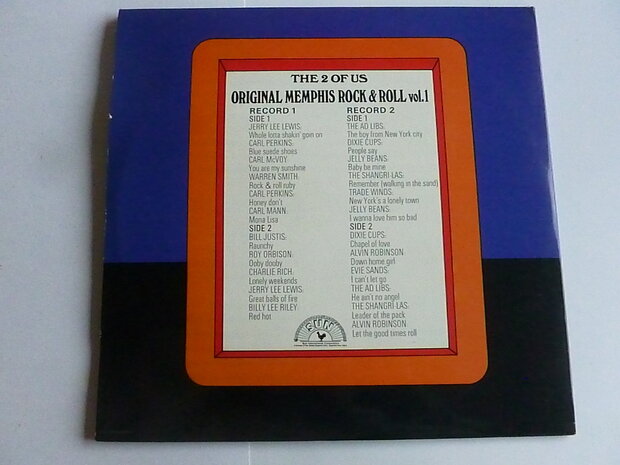 THE 2 OF US
ORIGINAL MEMPHIS ROCK & ROLL vol.1
RECORD 1
SIDE 1
JERRY LEE LEWIS:
Whole lotta shakin' goin on
CARL PERKINS:
Blue suede shoes
CARL McVOY:
You are my sunshine
WARREN SMITH:
Rock & roll ruby
CARL PERKINS:
Honey don't
CARL MANN:
Mona Lisa
SIDE 2
BILL JUSTIS:
Raunchy
ROY ORBISON:
Ooby dooby
CHARLIE RICH:
Lonely weekends
JERRY LEE LEWIS:
Great balls of fire
BILLY LEE RILEY:
Red hot
RECORD 2
SIDE 1
THE AD LIBS:
The boy from New York city
DIXIE CUPS:
People say
JELLY BEANS:
Baby be mine
THE SHANGRI-LAS:
Remember (walking in the sand)
TRADE WINDS:
New York's a lonely town
JELLY BEANS:
I wanna love him so bad
SIDE 2
DIXIE CUPS:
Chapel of love
ALVIN ROBINSON:
Down home girl
EVIE SANDS:
I can't let go
THE AD LIBS:
He ain't no angel
THE SHANGRI-LAS:
Leader of the pack
ALVIN ROBINSON:
Let the good times roll
SUN